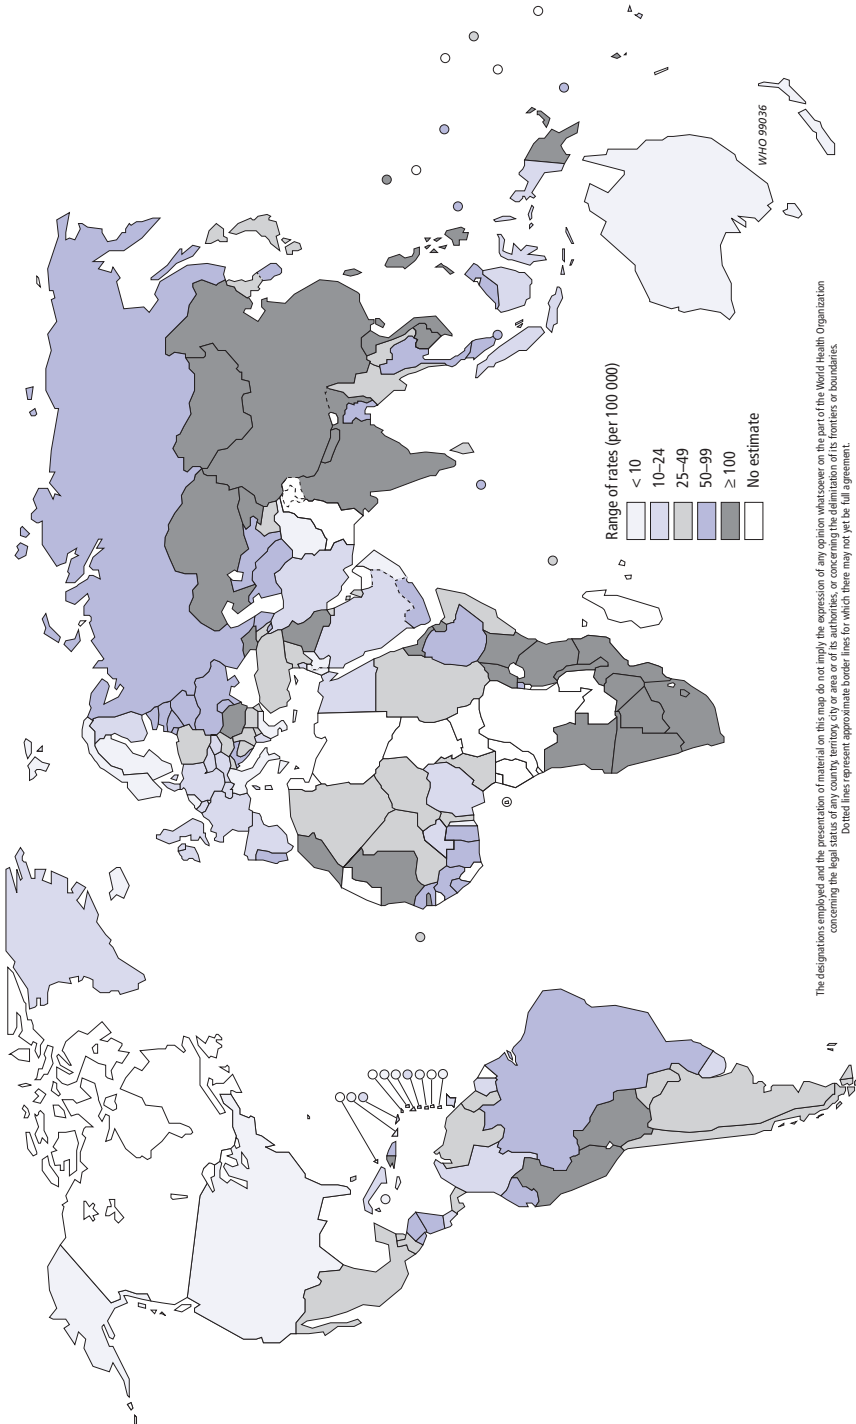 WHO 99036
Range of rates (per 100 000)
< 10
10–24
25–49
50–99
≥ 100
No estimate
The designations employed and the presentation of material on this map do not imply the expression of any opinion whatsoever on the part of the World Health Organization
concerning the legal status of any country, territory, city or area or of its authorities, or concerning the delimitation of its frontiers or boundaries.
Dotted lines represent approximate border lines for which there may not yet be full agreement.